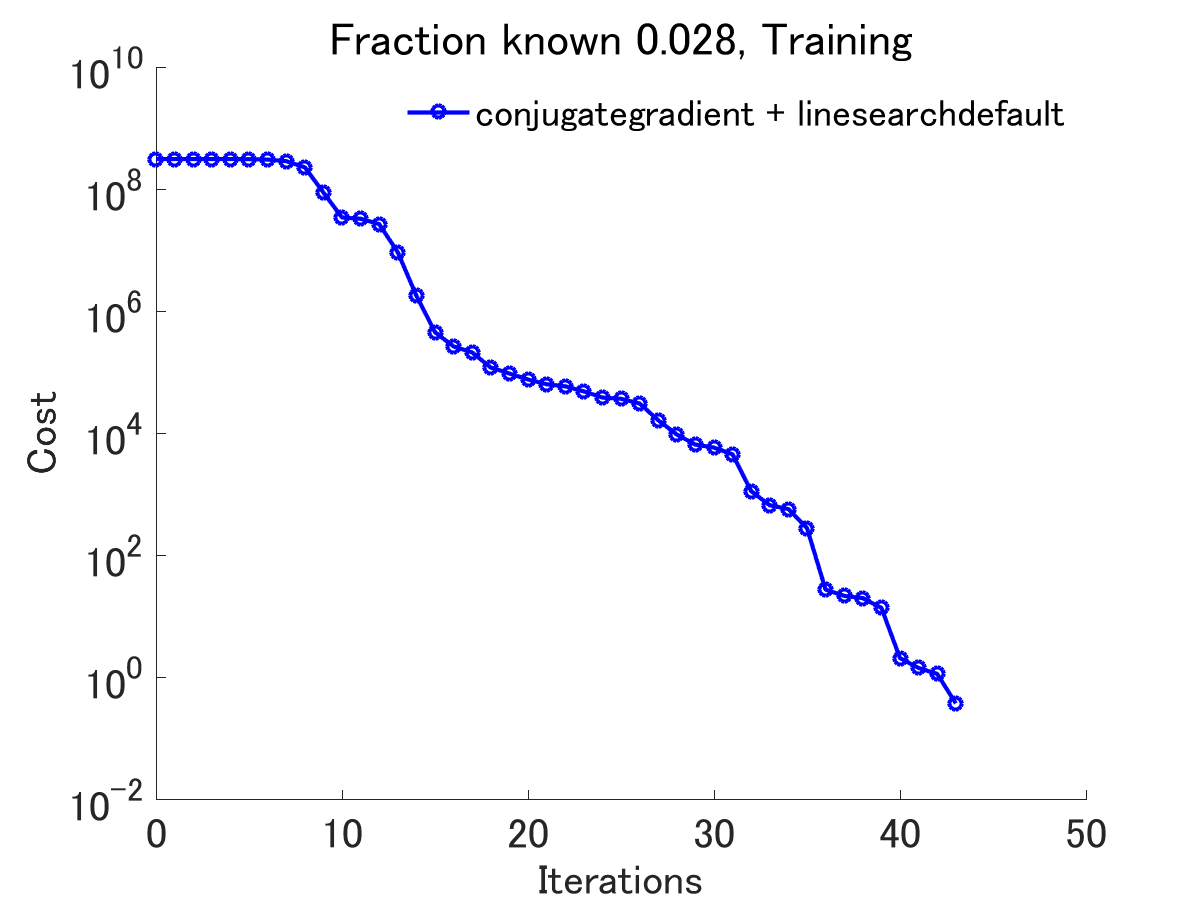 Fraction known 0.028, Training
conjugategradient + linesearchdefault
10^10
10^8
10^6
10^4
10^2
10^0
10^-2
Cost
0 10 20 30 40 50
Iterations